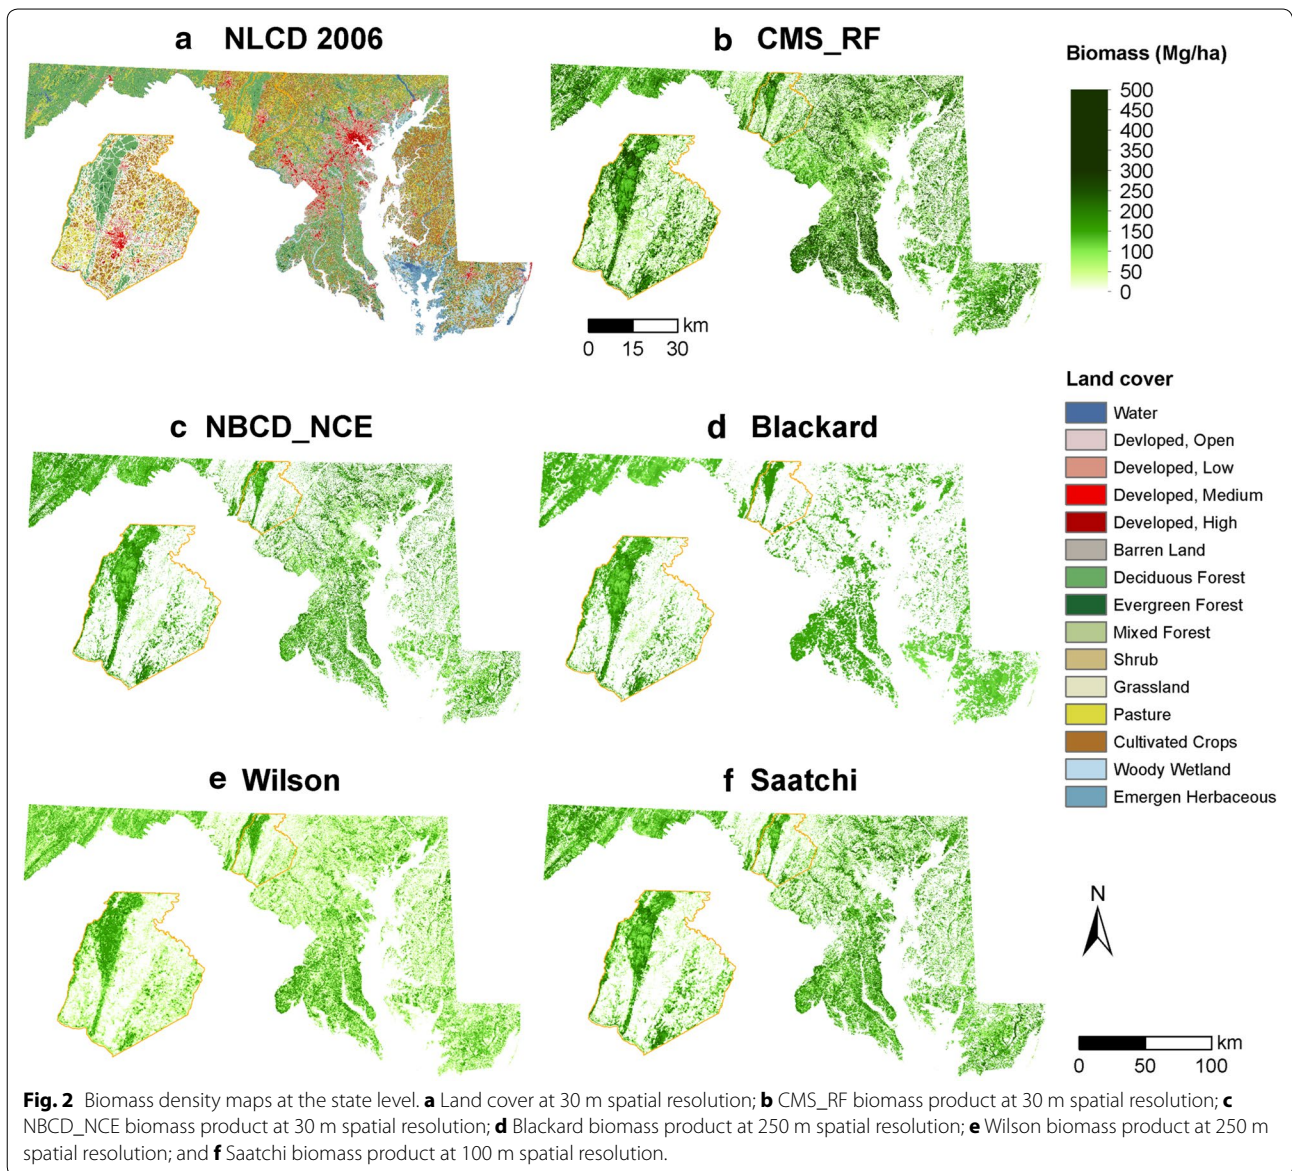 a NLCD 2006
b CMS_RF
Biomass (Mg/ha)
500
450
400
350
300
250
200
150
100
50
0
km
0 15 30
Land cover
Water
Devloped, Open
Developed, Low
Developed, Medium
Developed, High
Barren Land
Deciduous Forest
Evergreen Forest
Mixed Forest
Shrub
Grassland
Pasture
Cultivated Crops
Woody Wetland
Emergen Herbaceous
c NBCD_NCE
d Blackard
e Wilson
f Saatchi
N
km
0 50 100
Fig. 2 Biomass density maps at the state level. a Land cover at 30 m spatial resolution; b CMS_RF biomass product at 30 m spatial resolution; c
NBCD_NCE biomass product at 30 m spatial resolution; d Blackard biomass product at 250 m spatial resolution; e Wilson biomass product at 250 m
spatial resolution; and f Saatchi biomass product at 100 m spatial resolution.